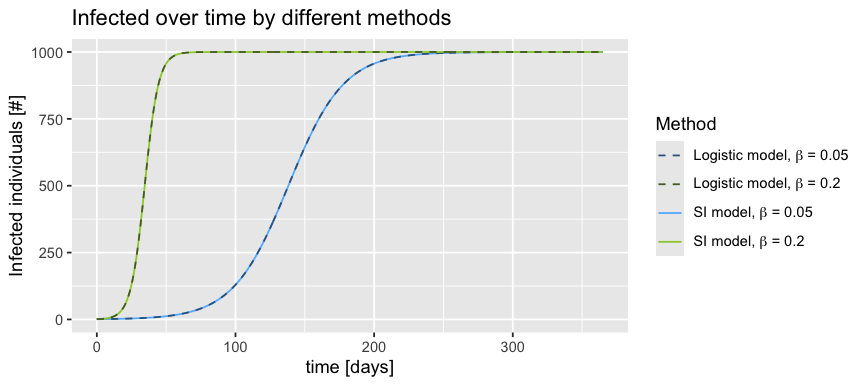 Infected over time by different methods
1000
750
500
250
0
Infected individuals [#]
0 100 200 300
time [days]
Method
Logistic model, β = 0.05
Logistic model, β = 0.2
SI model, β = 0.05
SI model, β = 0.2